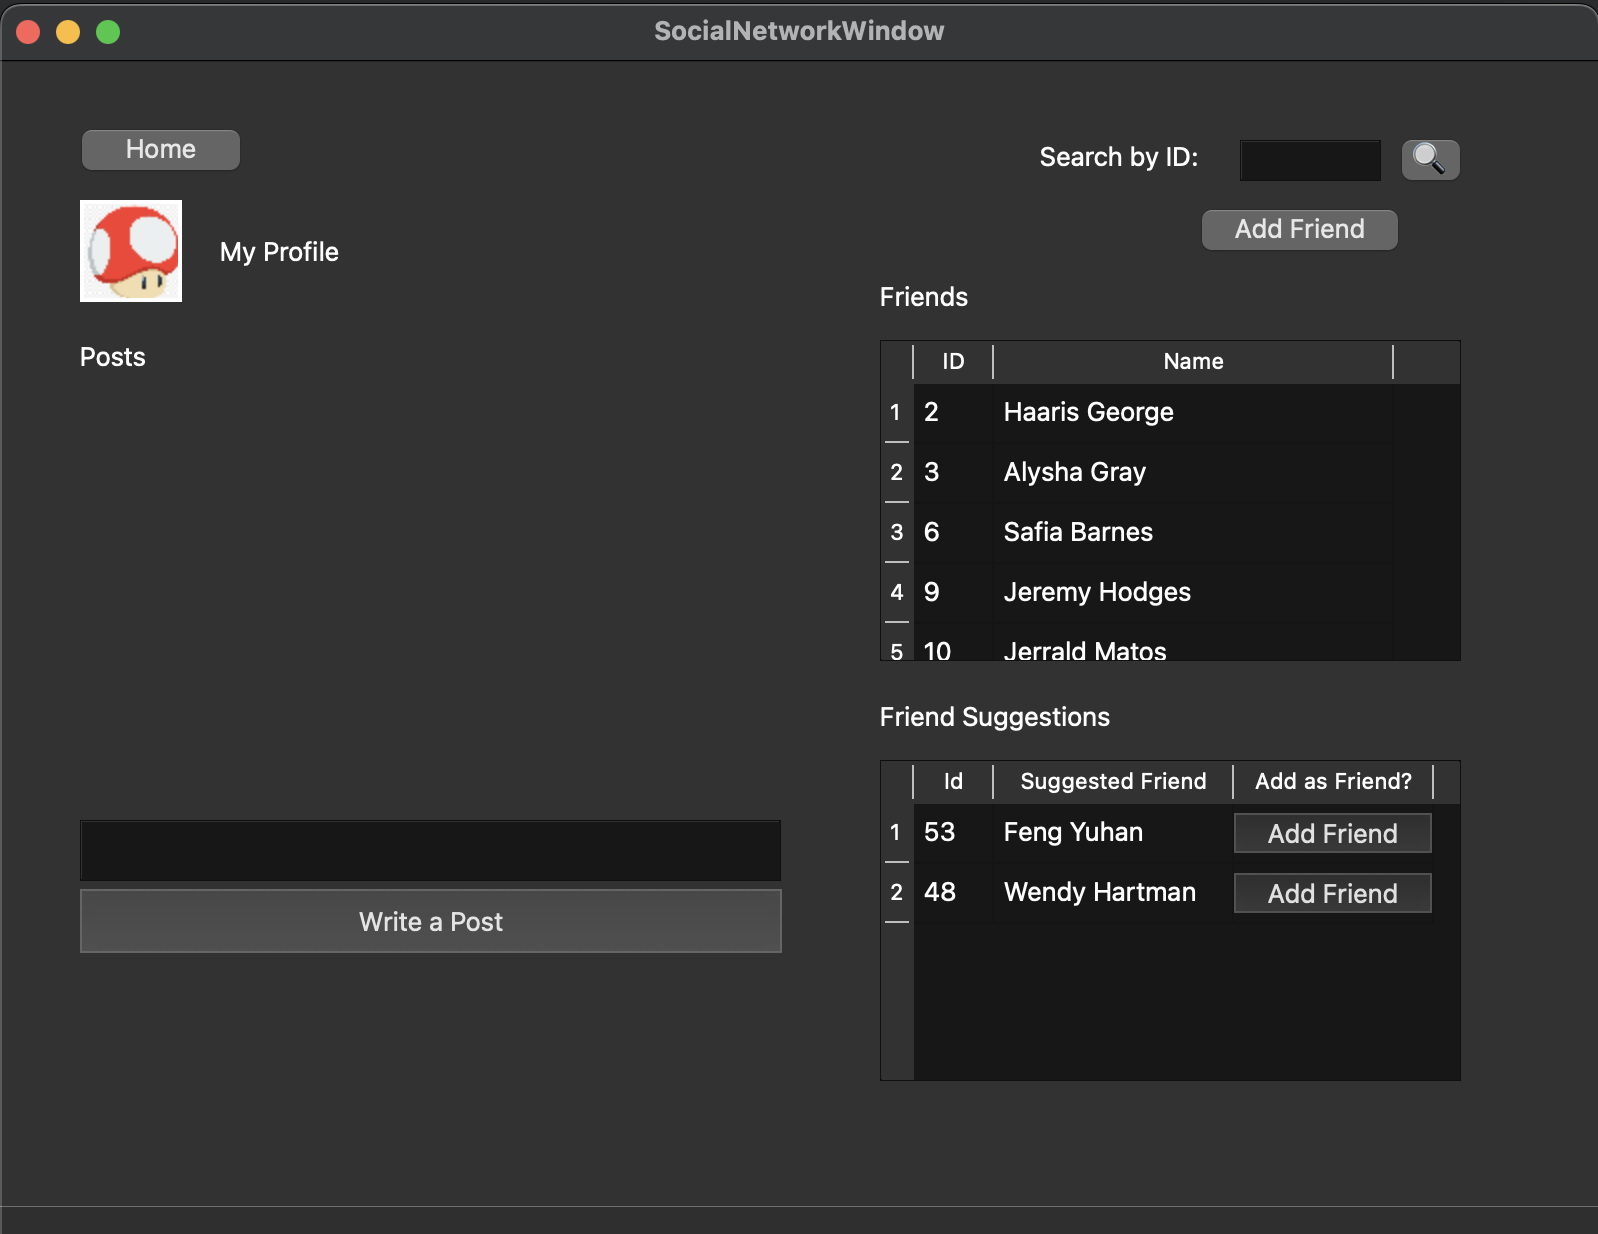 SocialNetworkWindow
Home
Search by ID:
Add Friend
My Profile
Friends
Posts
ID Name
1 2 Haaris George
2 3 Alysha Gray
3 6 Safia Barnes
4 9 Jeremy Hodges
5 10 Jerrald Matos
Friend Suggestions
Id Suggested Friend Add as Friend?
1 53 Feng Yuhan Add Friend
2 48 Wendy Hartman Add Friend
Write a Post